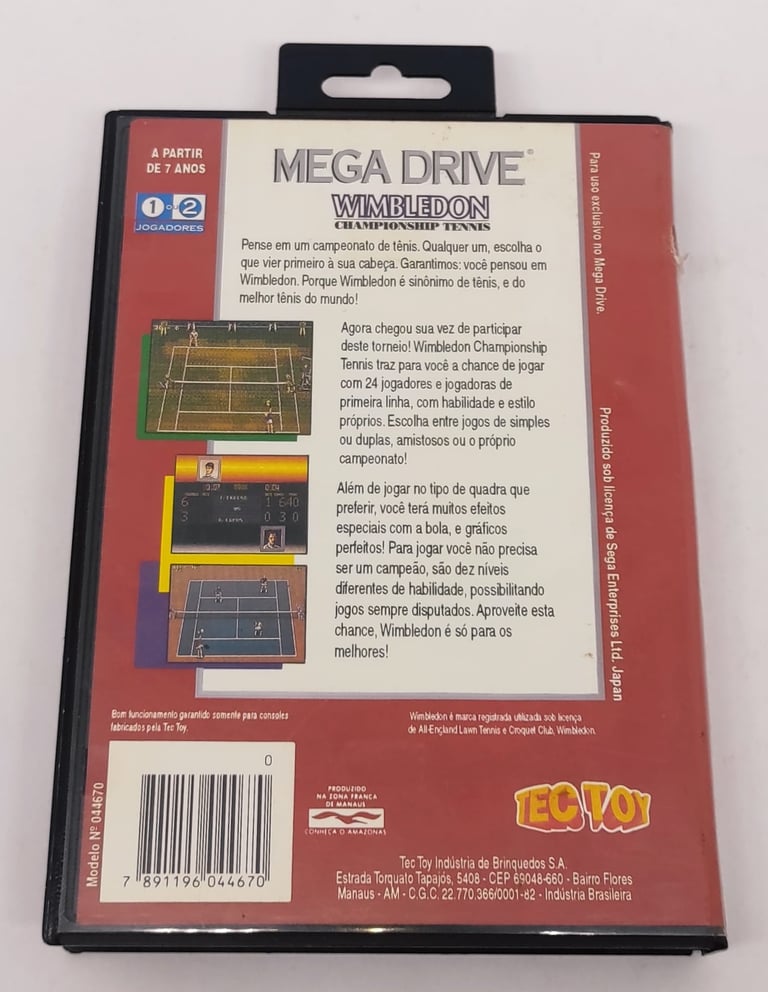 A PARTIR
DE 7 ANOS
1 OU 2
JOGADORES
MEGA DRIVE®
WIMBLEDON
CHAMPIONSHIP TENNIS
Pense em um campeonato de tênis. Qualquer um, escolha o
que vier primeiro à sua cabeça. Garantimos: você pensou em
Wimbledon. Porque Wimbledon é sinônimo de tênis, e do
melhor tênis do mundo!
Agora chegou sua vez de participar
deste torneio! Wimbledon Championship
Tennis traz para você a chance de jogar
com 24 jogadores e jogadoras de
primeira linha, com habilidade e estilo
próprios. Escolha entre jogos de simples
ou duplas, amistosos ou o próprio
campeonato!
Além de jogar no tipo de quadra que
preferir, você terá muitos efeitos
especiais com a bola, e gráficos
perfeitos! Para jogar você não precisa
ser um campeão, são dez níveis
diferentes de habilidade, possibilitando
jogos sempre disputados. Aproveite esta
chance, Wimbledon é só para os
melhores!
6 1 6 40
3 0 3 0
Para uso exclusivo no Mega Drive.
Produzido sob licença de Sega Enterprises Ltd. Japan
Bom funcionamento garantido somente para consoles
fabricados pela Tec Toy.
Wimbledon é marca registrada utilizada sob licença
de All-England Lawn Tennis e Croquet Club, Wimbledon.
Modelo Nº 044670
0
7 891196 044670
PRODUZIDO
NA ZONA FRANCA
DE MANAUS
CONHEÇA O AMAZONAS
TEC TOY
Tec Toy Indústria de Brinquedos S.A.
Estrada Torquato Tapajós, 5408 - CEP 69048-660 - Bairro Flores
Manaus - AM - C.G.C. 22.770.366/0001-82 - Indústria Brasileira